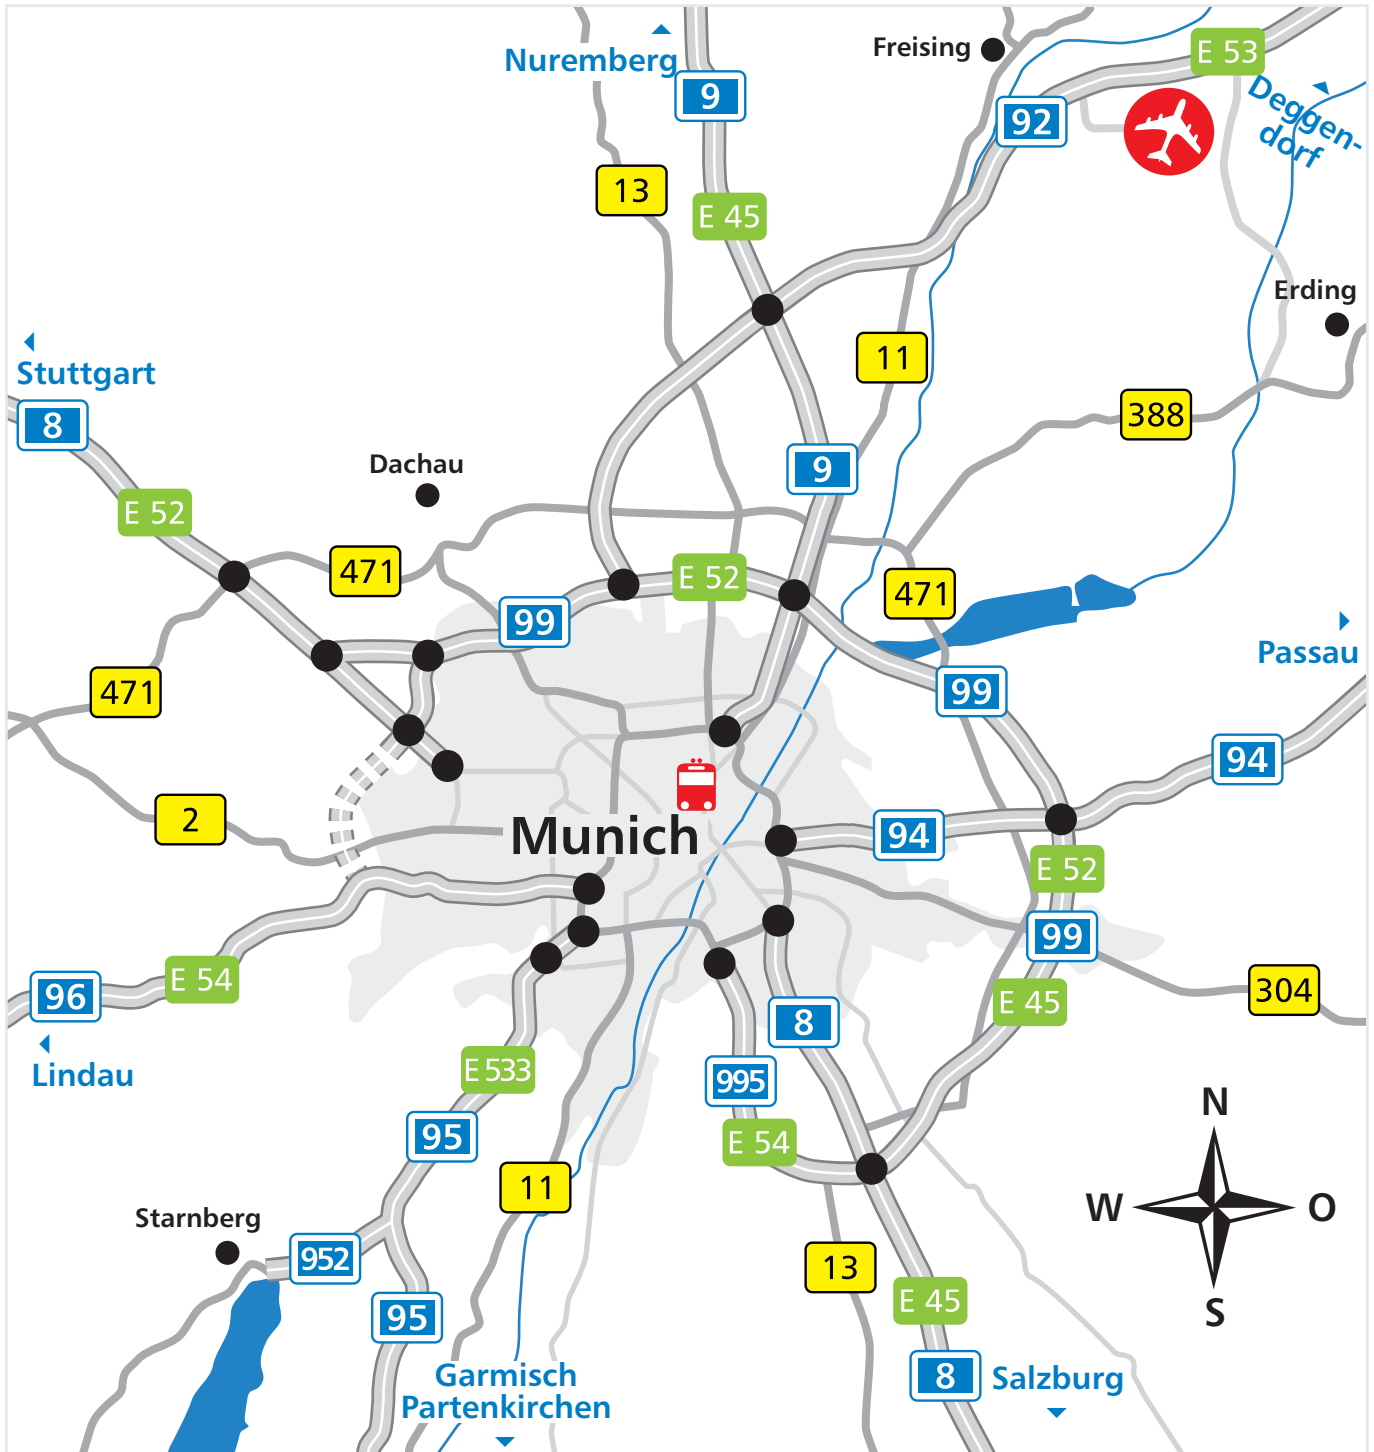 Nuremberg
Freising
E 53
9
92
Deggen-
dorf
13
E 45
Erding
11
Stuttgart
388
8
Dachau
9
E 52
471
E 52
471
99
Passau
471
99
94
2
Munich
94
E 52
99
E 54
96
304
E 45
8
Lindau
E 533
995
95
E 54
N
11
W
O
Starnberg
952
13
S
E 45
95
Garmisch
Partenkirchen
8
Salzburg